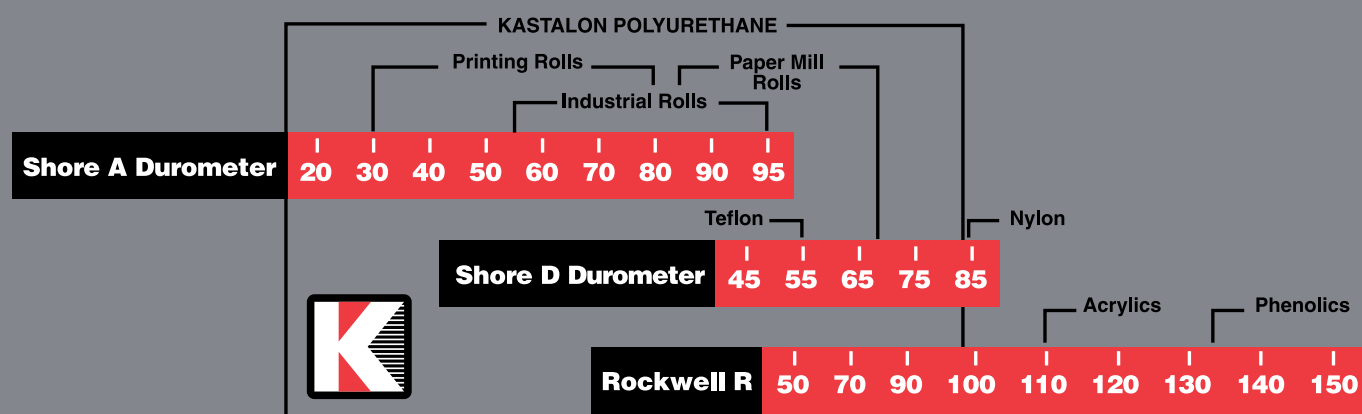 KASTALON POLYURETHANE
Printing Rolls
Paper Mill
Rolls
Industrial Rolls
Shore A Durometer 20 30 40 50 60 70 80 90 95
Teflon
Nylon
Shore D Durometer 45 55 65 75 85
K
Acrylics
Phenolics
Rockwell R 50 70 90 100 110 120 130 140 150